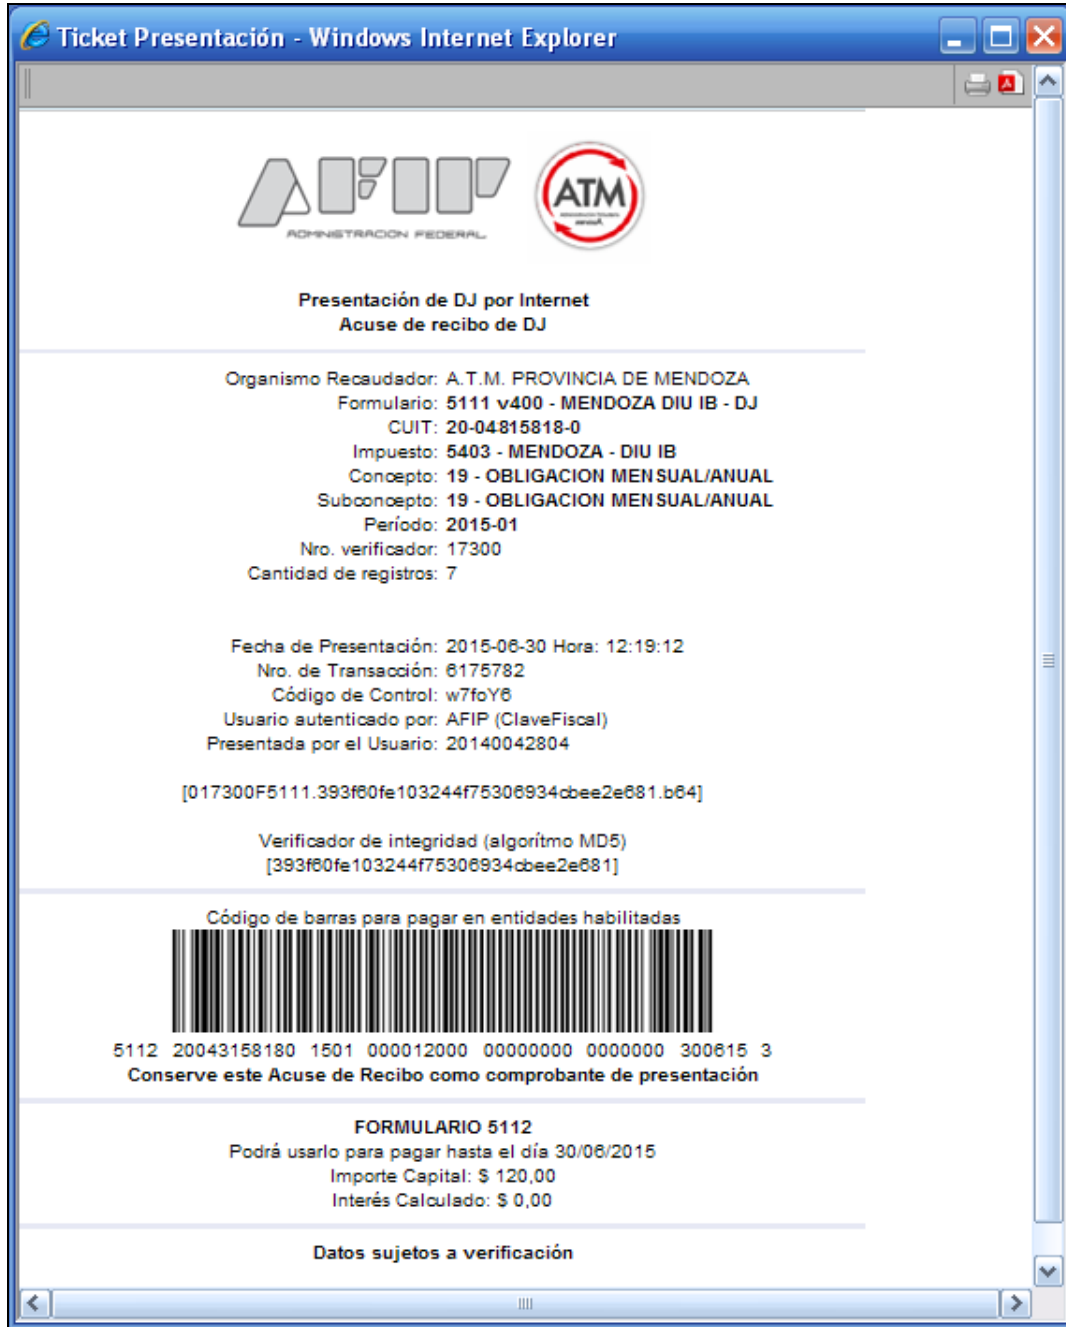 Ticket Presentación - Windows Internet Explorer
AFIP
ADMINISTRACION FEDERAL
ATM
Presentación de DJ por Internet
Acuse de recibo de DJ
Organismo Recaudador: A.T.M. PROVINCIA DE MENDOZA
Formulario: 5111 v400 - MENDOZA DIU IB - DJ
CUIT: 20-04815818-0
Impuesto: 5403 - MENDOZA - DIU IB
Concepto: 19 - OBLIGACION MENSUAL/ANUAL
Subconcepto: 19 - OBLIGACION MENSUAL/ANUAL
Período: 2015-01
Nro. verificador: 17300
Cantidad de registros: 7
Fecha de Presentación: 2015-06-30 Hora: 12:19:12
Nro. de Transacción: 6175782
Código de Control: w7foY6
Usuario autenticado por: AFIP (ClaveFiscal)
Presentada por el Usuario: 20140042804
[017300F5111.393f60fe103244f75306934cbee2e681.b64]
Verificador de integridad (algorítmo MD5)
[393f60fe103244f75306934cbee2e681]
Código de barras para pagar en entidades habilitadas
5112 20043158180 1501 000012000 00000000 0000000 300615 3
Conserve este Acuse de Recibo como comprobante de presentación
FORMULARIO 5112
Podrá usarlo para pagar hasta el día 30/06/2015
Importe Capital: $ 120,00
Interés Calculado: $ 0,00
Datos sujetos a verificación